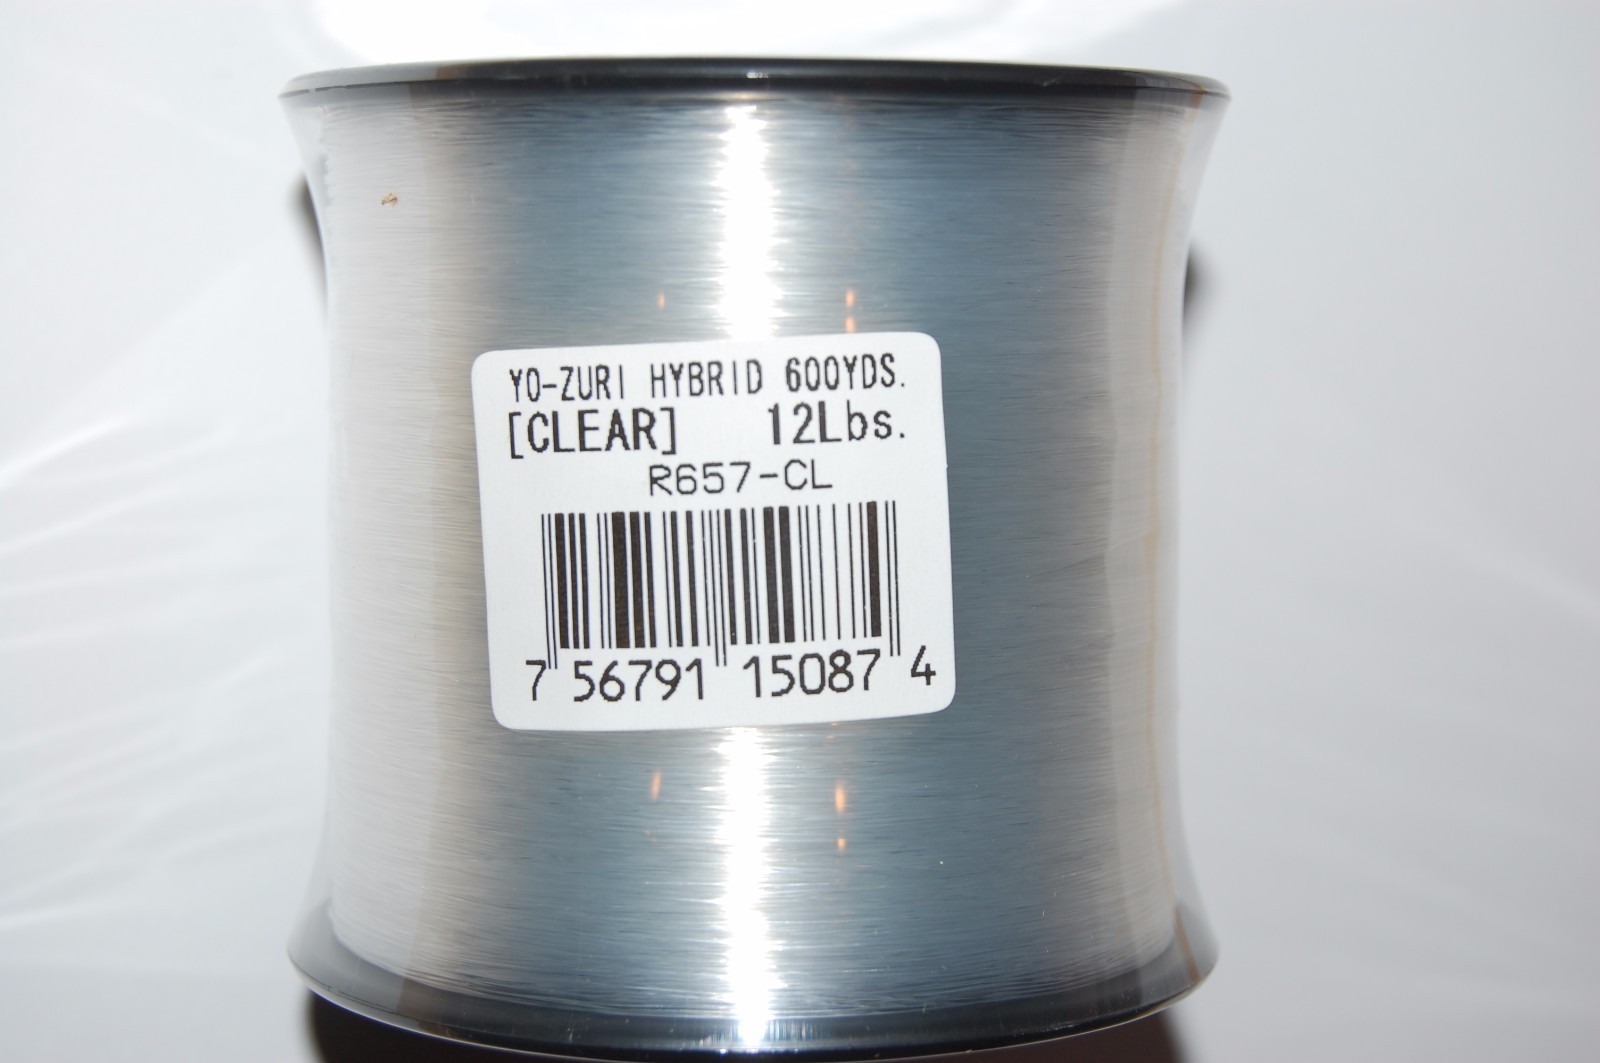 YO-ZURI HYBRID 600YDS.
[CLEAR] 12Lbs.
R657-CL
7 56791 15087 4